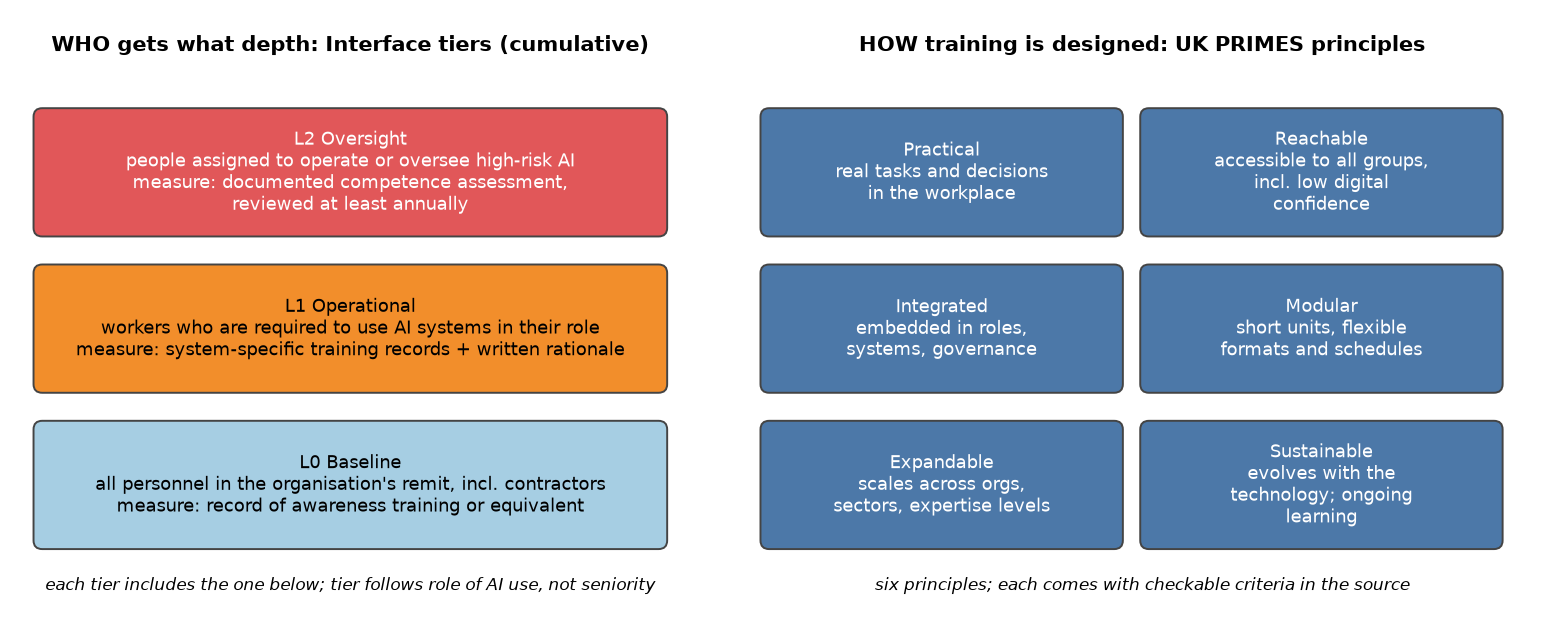 WHO gets what depth: Interface tiers (cumulative)
L2 Oversight
people assigned to operate or oversee high-risk AI
measure: documented competence assessment,
reviewed at least annually
L1 Operational
workers who are required to use AI systems in their role
measure: system-specific training records + written rationale
L0 Baseline
all personnel in the organisation's remit, incl. contractors
measure: record of awareness training or equivalent
each tier includes the one below; tier follows role of AI use, not seniority
HOW training is designed: UK PRIMES principles
Practical
real tasks and decisions
in the workplace
Reachable
accessible to all groups,
incl. low digital
confidence
Integrated
embedded in roles,
systems, governance
Modular
short units, flexible
formats and schedules
Expandable
scales across orgs,
sectors, expertise levels
Sustainable
evolves with the
technology; ongoing
learning
six principles; each comes with checkable criteria in the source